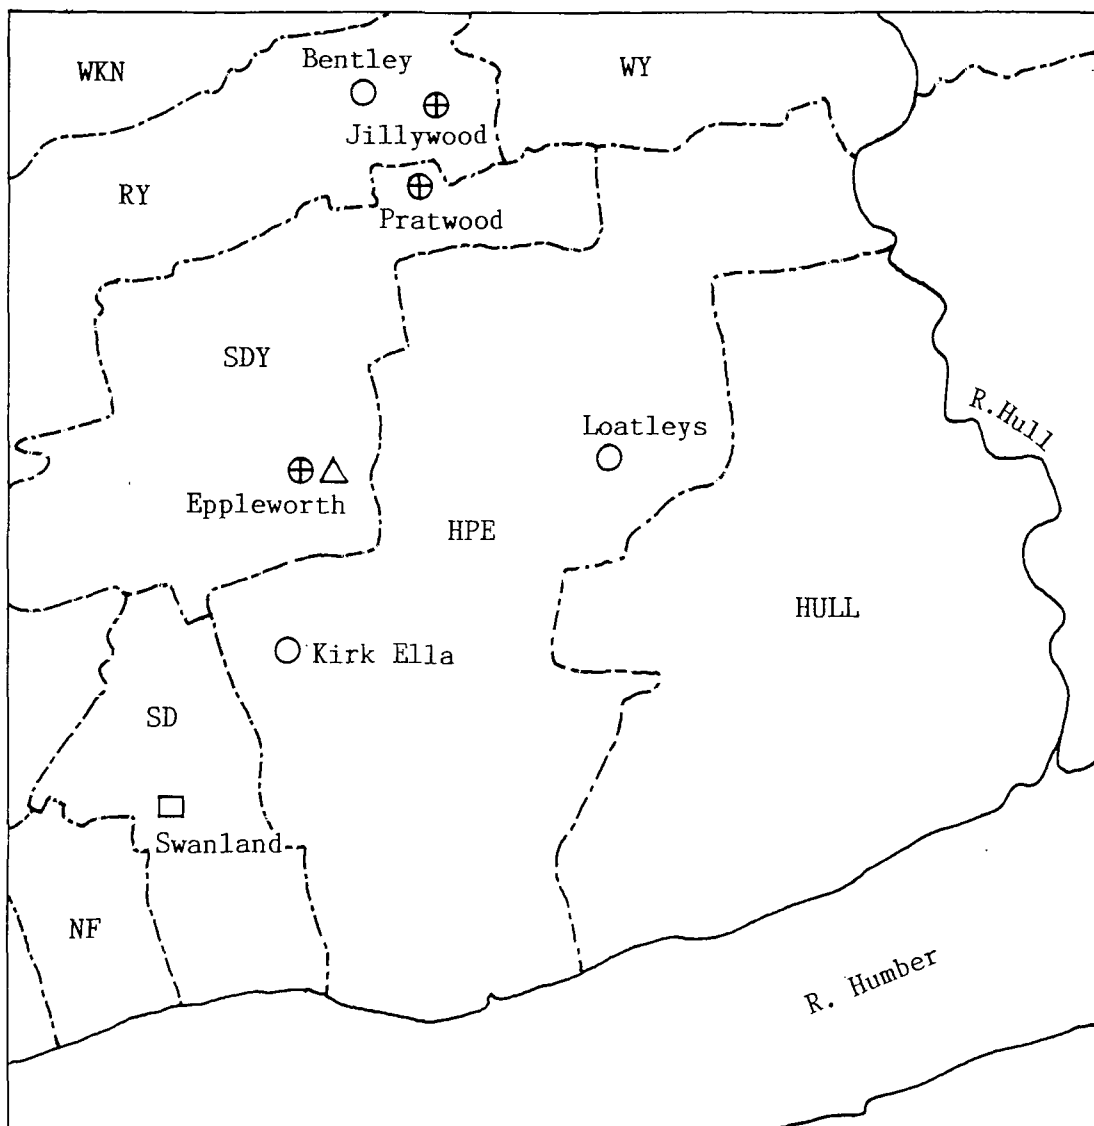 WKN
Bentley
WY
Jillywood
RY
Pratwood
SDY
R.Hull
Loatleys
Eppleworth
HPE
HULL
Kirk Ella
SD
Swanland
NF
R. Humber